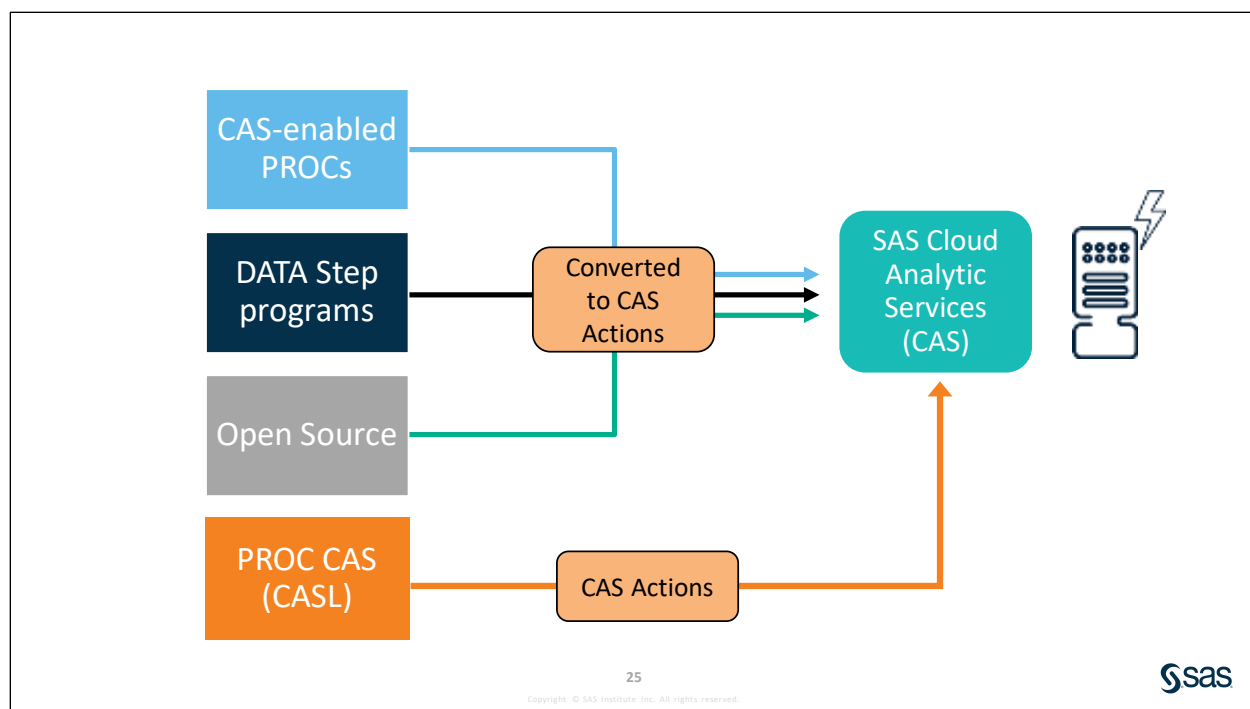 CAS-enabled
PROCs
DATA Step
programs
Open Source
PROC CAS
(CASL)
Converted
to CAS
Actions
CAS Actions
SAS Cloud
Analytic
Services
(CAS)
25
Copyright © SAS Institute Inc. All rights reserved.
sas